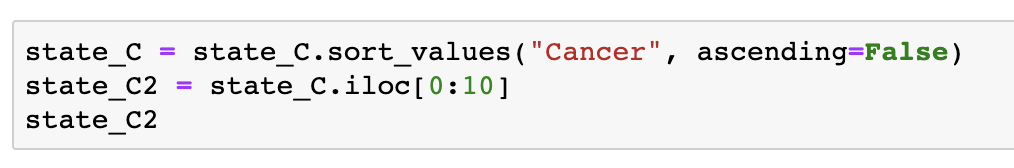 state_C = state_C.sort_values("Cancer", ascending=False)
state_C2 = state_C.iloc[0:10]
state_C2